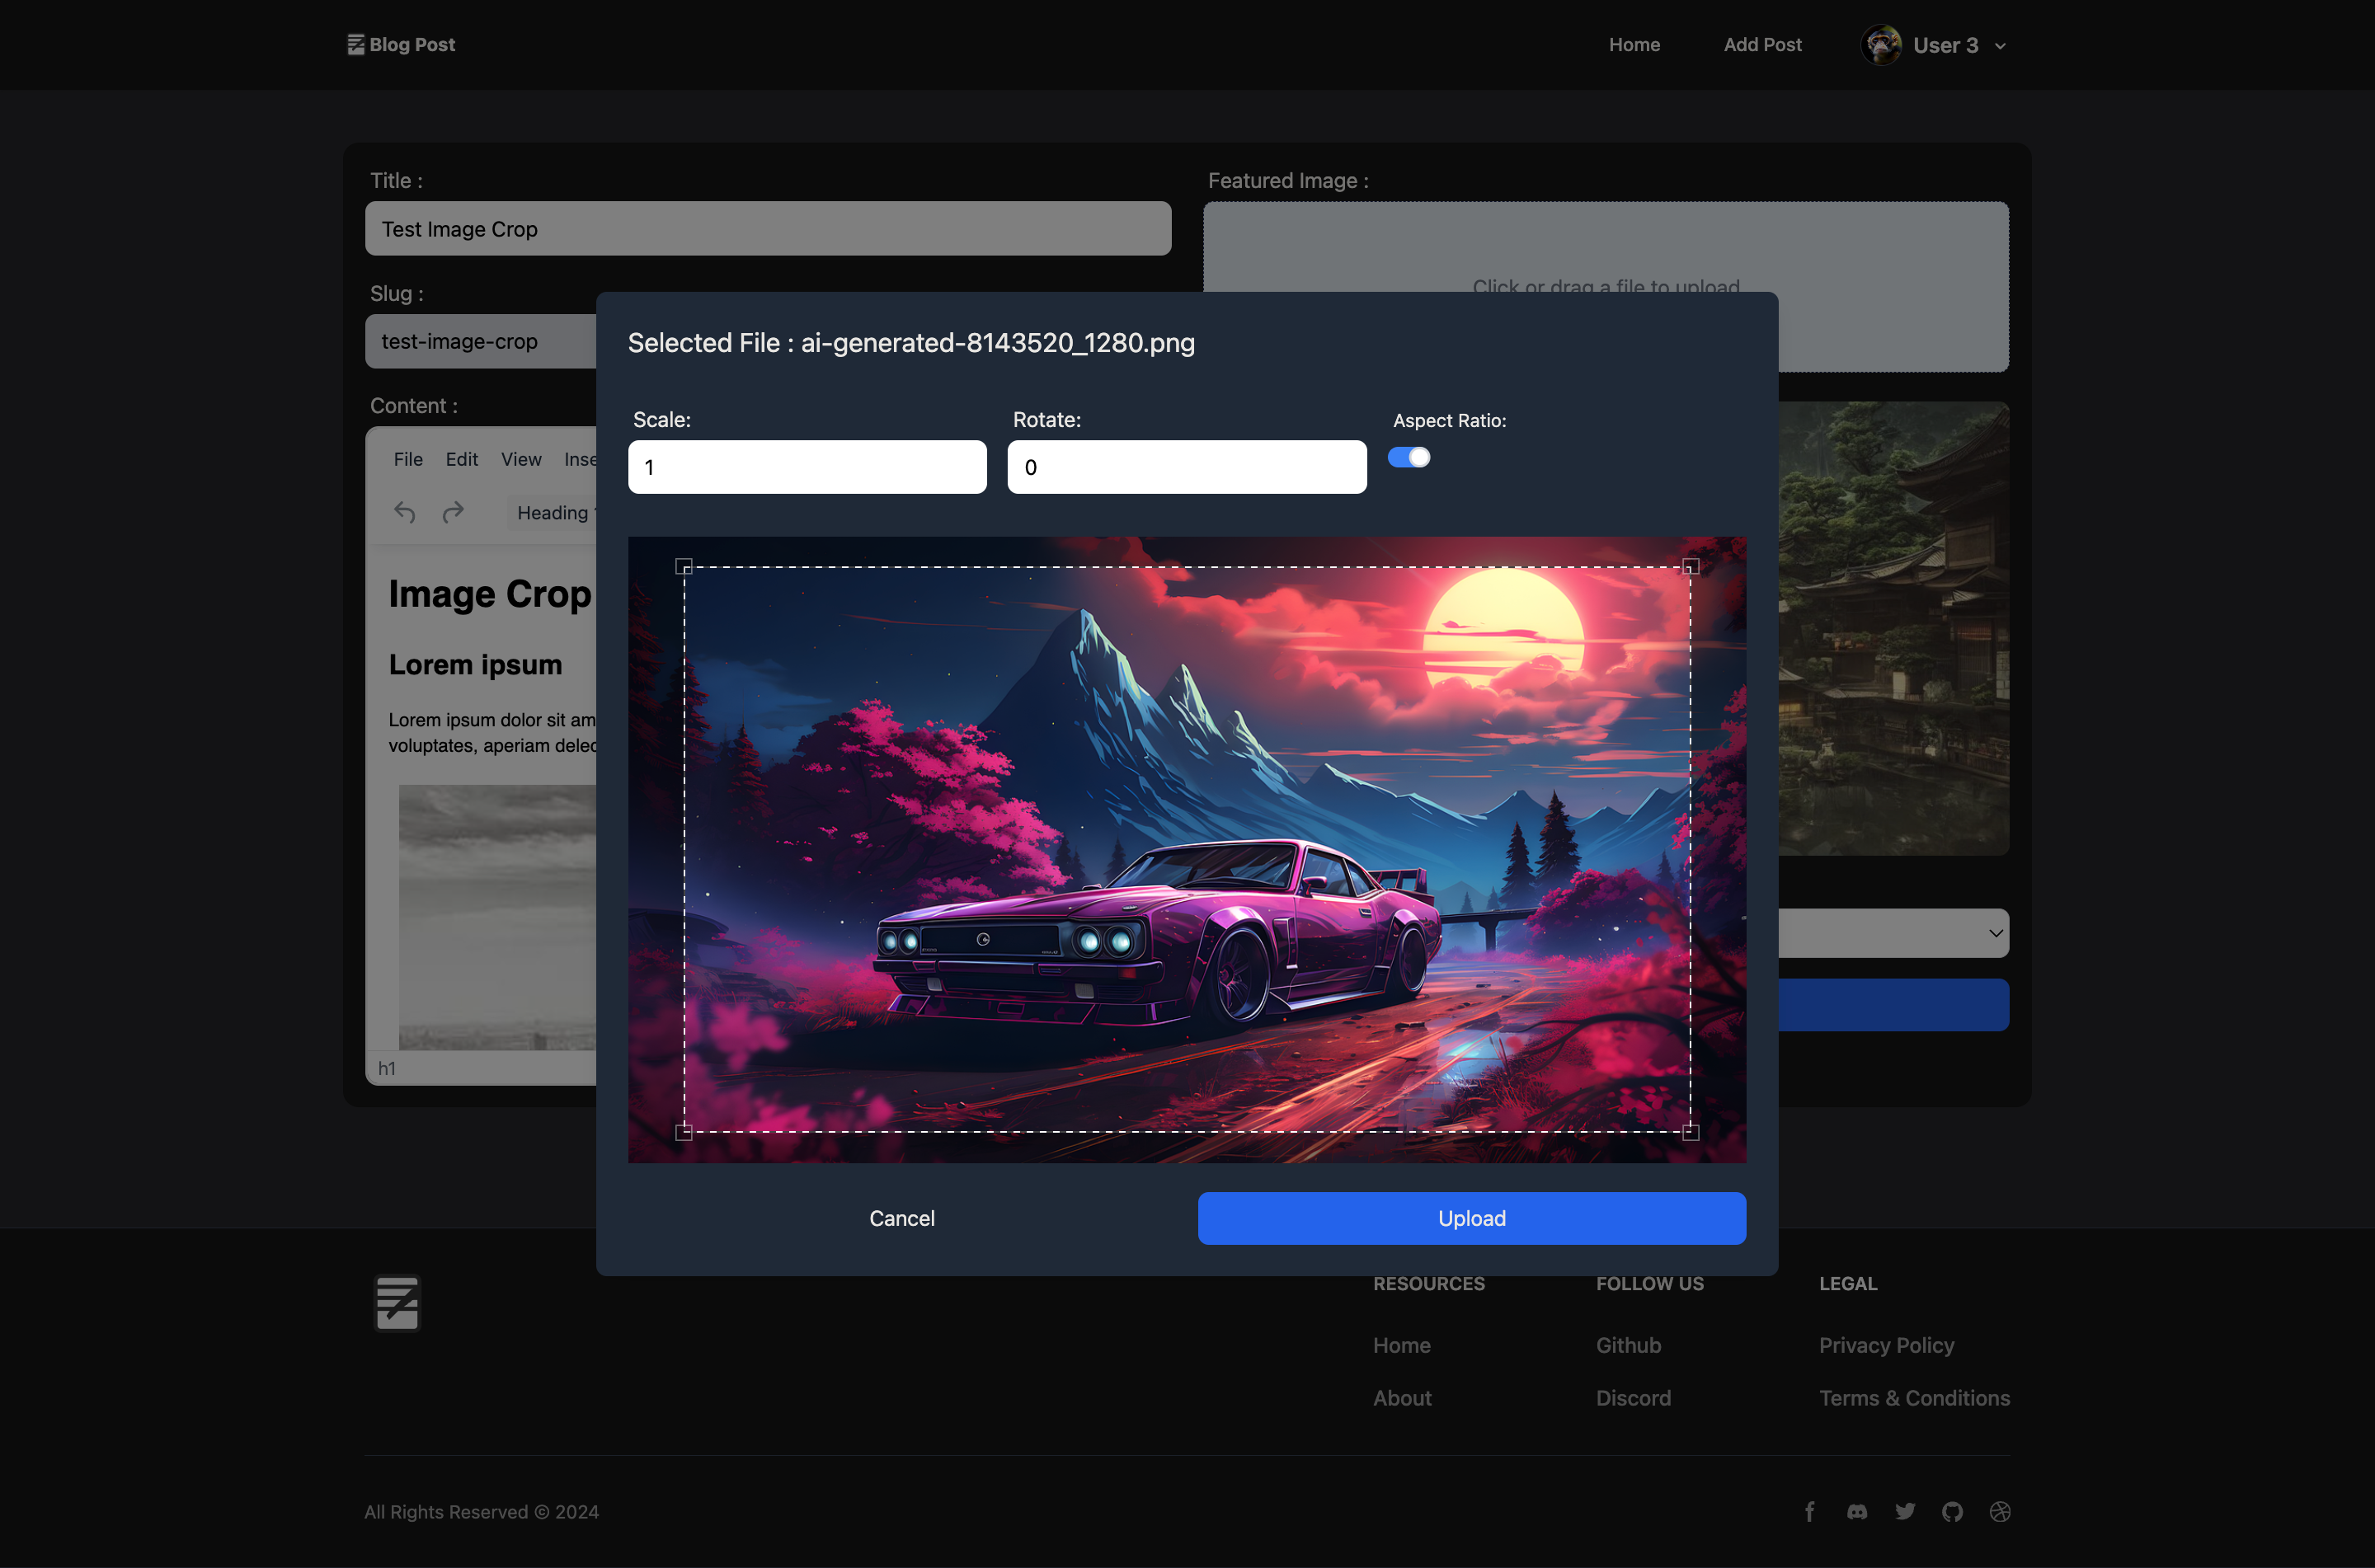 Blog Post
Home
Add Post
User 3
Title :
Test Image Crop
Featured Image :
Click or drag a file to upload
Slug :
test-image-crop
Content :
File Edit View Inse
Heading
Image Crop
Lorem ipsum
Lorem ipsum dolor sit am
voluptates, aperiam delec
h1
Selected File : ai-generated-8143520_1280.png
Scale:
1
Rotate:
0
Aspect Ratio:
Cancel
Upload
RESOURCES
Home
About
FOLLOW US
Github
Discord
LEGAL
Privacy Policy
Terms & Conditions
All Rights Reserved © 2024